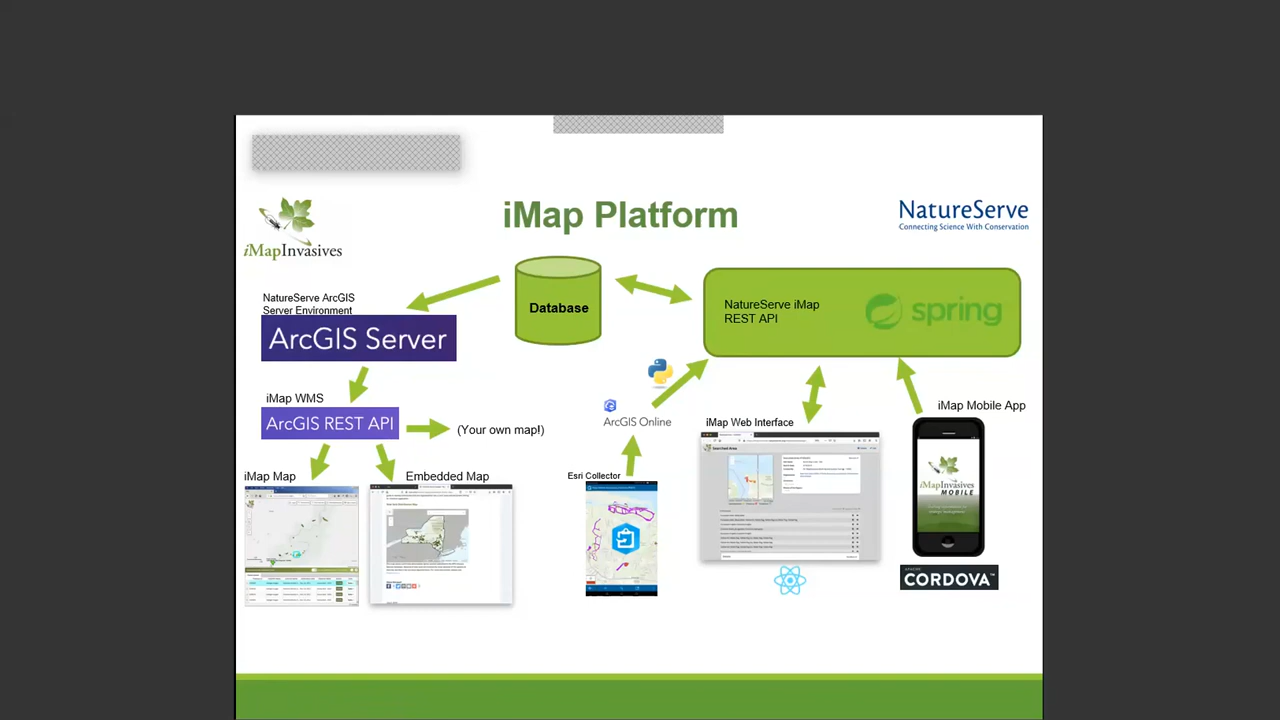 iMap Platform
iMapInvasives
NatureServe
Connecting Science With Conservation
Database
NatureServe ArcGIS
Server Environment
ArcGIS Server
NatureServe iMap
REST API
spring
iMap WMS
ArcGIS REST API
(Your own map!)
ArcGIS Online
iMap Web Interface
iMap Mobile App
iMap Map
Embedded Map
Esri Collector
iMapInvasives
MOBILE
APACHE
CORDOVA™